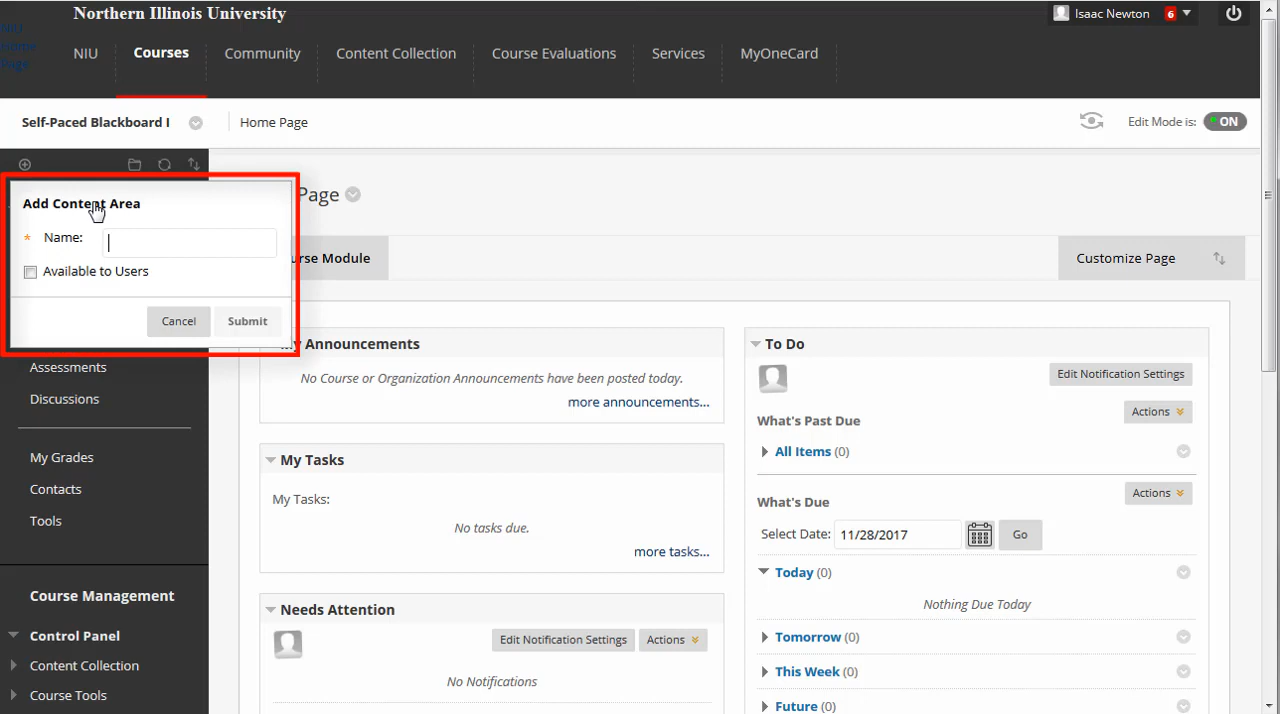 Northern Illinois University
Isaac Newton 6
NIU
Home
Page
NIU Courses Community Content Collection Course Evaluations Services MyOneCard
Self-Paced Blackboard I Home Page Edit Mode is: ON
Add Content Area
Name:
Available to Users
Cancel Submit
Page
rse Module
Customize Page
Assessments
Discussions
My Grades
Contacts
Tools
Course Management
Control Panel
Content Collection
Course Tools
My Announcements
No Course or Organization Announcements have been posted today.
more announcements...
My Tasks
My Tasks:
No tasks due.
more tasks...
Needs Attention
Edit Notification Settings Actions
No Notifications
To Do
Edit Notification Settings
Actions
What's Past Due
All Items (0)
Actions
What's Due
Select Date: 11/28/2017 Go
Today (0)
Nothing Due Today
Tomorrow (0)
This Week (0)
Future (0)